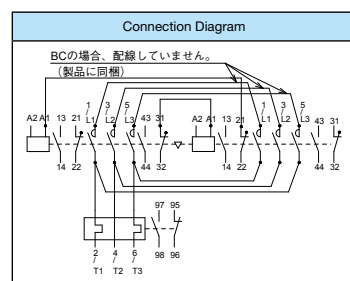 Connection Diagram
BCの場合、配線していません。
（製品に同梱）
A2 A1 13 21 1/L1 3/L2 5/L3 43 31 A2 A1 13 21 1/L1 3/L2 5/L3 43 31
14 22 44 32 14 22 44 32
97 95
98 96
2/T1 4/T2 6/T3